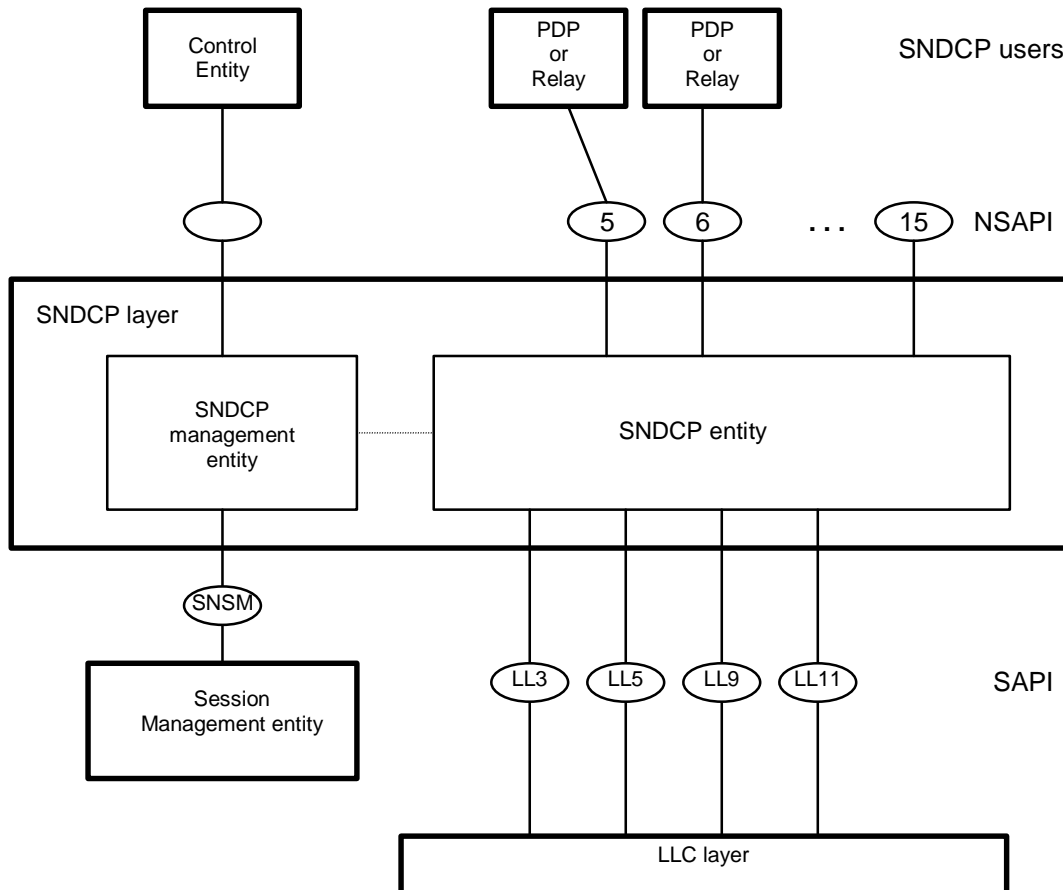 Control
Entity
PDP
or
Relay
PDP
or
Relay
SNDCP users
5
6
...
15
NSAPI
SNDCP layer
SNDCP
management
entity
SNDCP entity
SNSM
LL3
LL5
LL9
LL11
SAPI
Session
Management entity
LLC layer